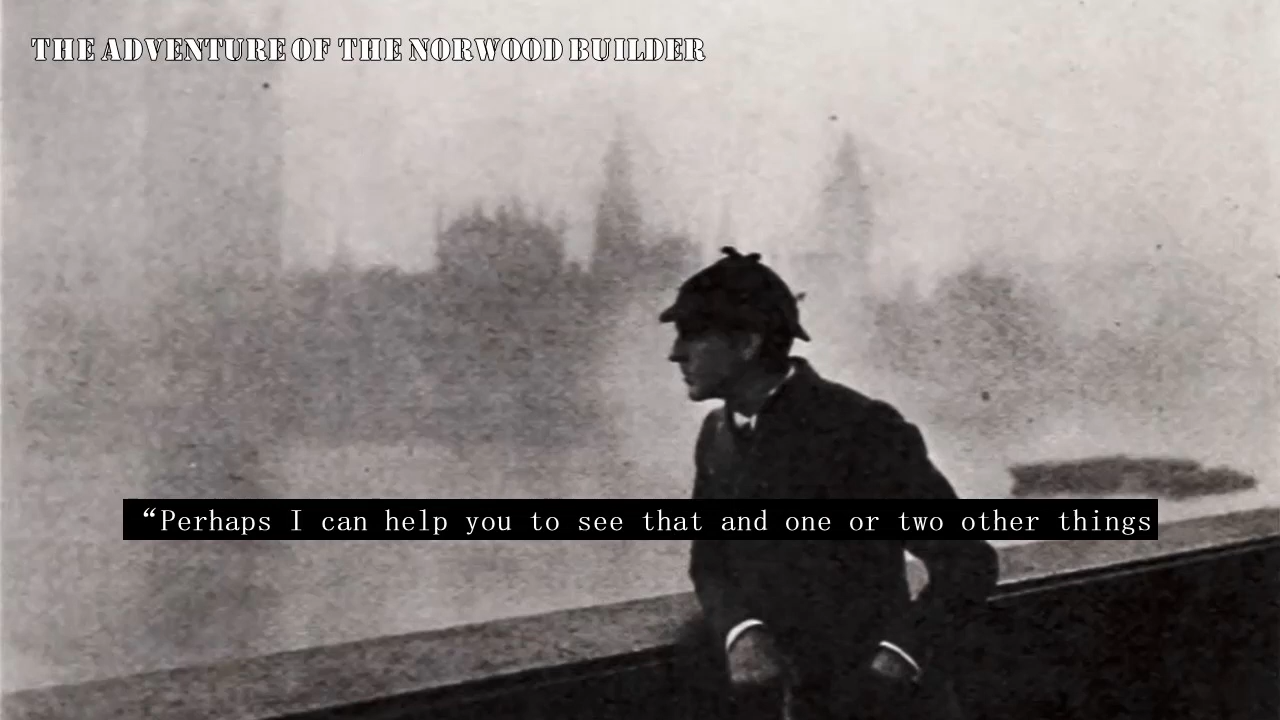 THE ADVENTURE OF THE NORWOOD BUILDER
“Perhaps I can help you to see that and one or two other things